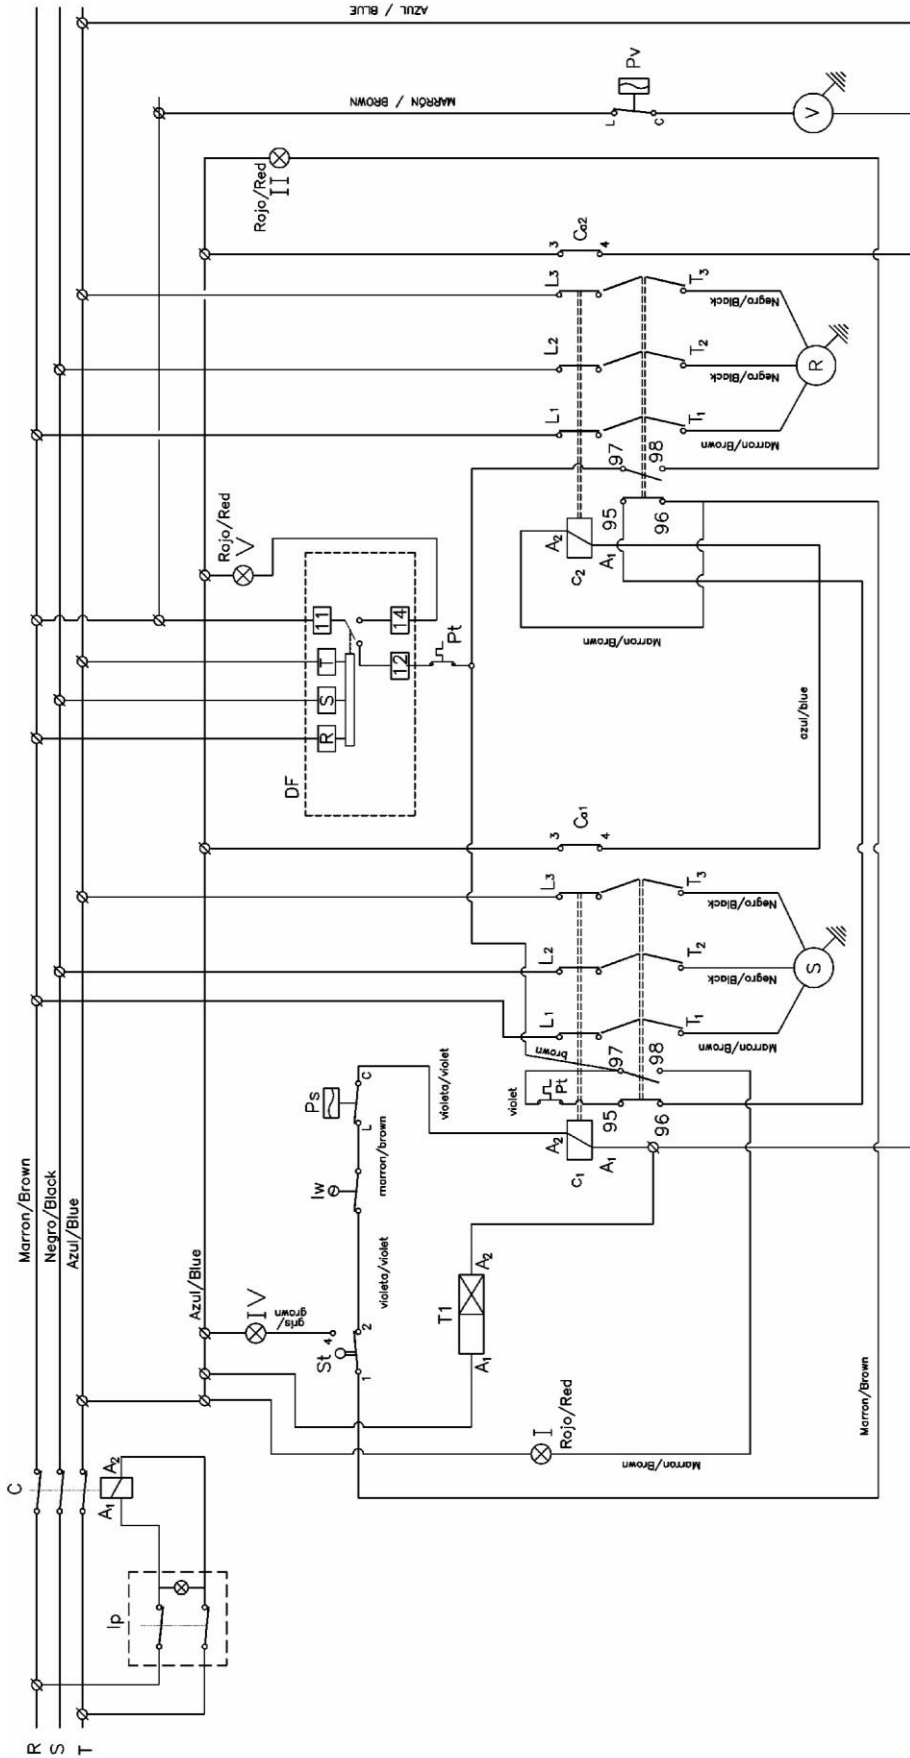 R
S
T
Ip
C
A1
A2
Marron/Brown
Negro/Black
Azul/Blue
Azul/Blue
I V
gris/
grown
St
4
1
2
violeta/violet
Iw
marron/brown
Ps
L
C
violeta/violet
T1
A1
A2
I
Rojo/Red
Marron/Brown
Marron/Brown
C1
A2
A1
violet
Pt
95
96
97
98
brown
L1
L2
L3
T1
T2
T3
Marron/Brown
Negro/Black
Negro/Black
S
Ca1
3
4
azul/blue
DF
R
S
T
11
12
14
Pt
Rojo/Red
V
Marron/Brown
C2
A2
A1
95
96
97
98
L1
L2
L3
T1
T2
T3
Marron/Brown
Negro/Black
Negro/Black
R
Ca2
3
4
Rojo/Red
II
MARRÓN / BROWN
L
C
Pv
V
AZUL / BLUE